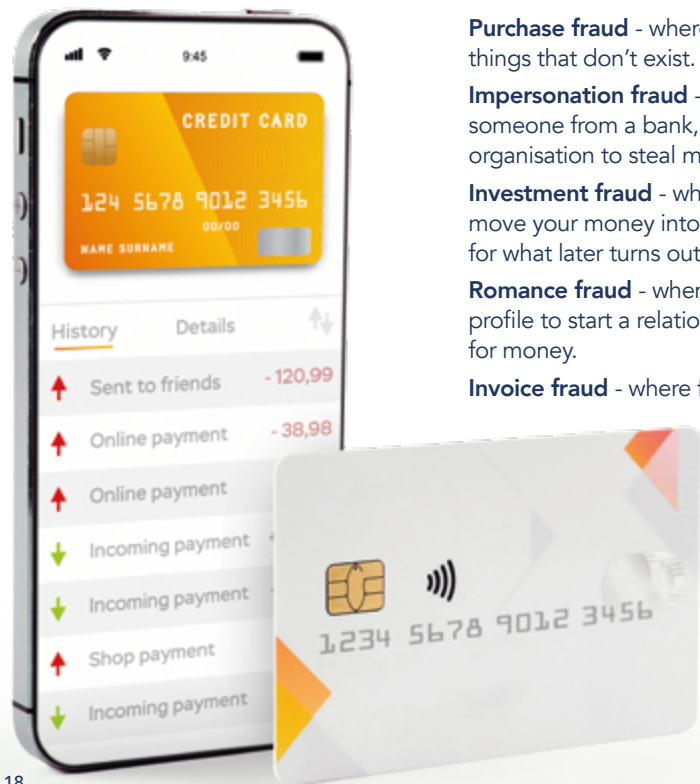 9:45
CREDIT CARD
124 5678 9012 3456
00/00
NAME SURNAME
History Details
Sent to friends - 120,99
Online payment - 38,98
Online payment
Incoming payment
Incoming payment
Shop payment
Incoming payment
1234 5678 9012 3456
Purchase fraud - where
things that don't exist.
Impersonation fraud -
someone from a bank,
organisation to steal m
Investment fraud - wh
move your money into
for what later turns out
Romance fraud - wher
profile to start a relatio
for money.
Invoice fraud - where f
18